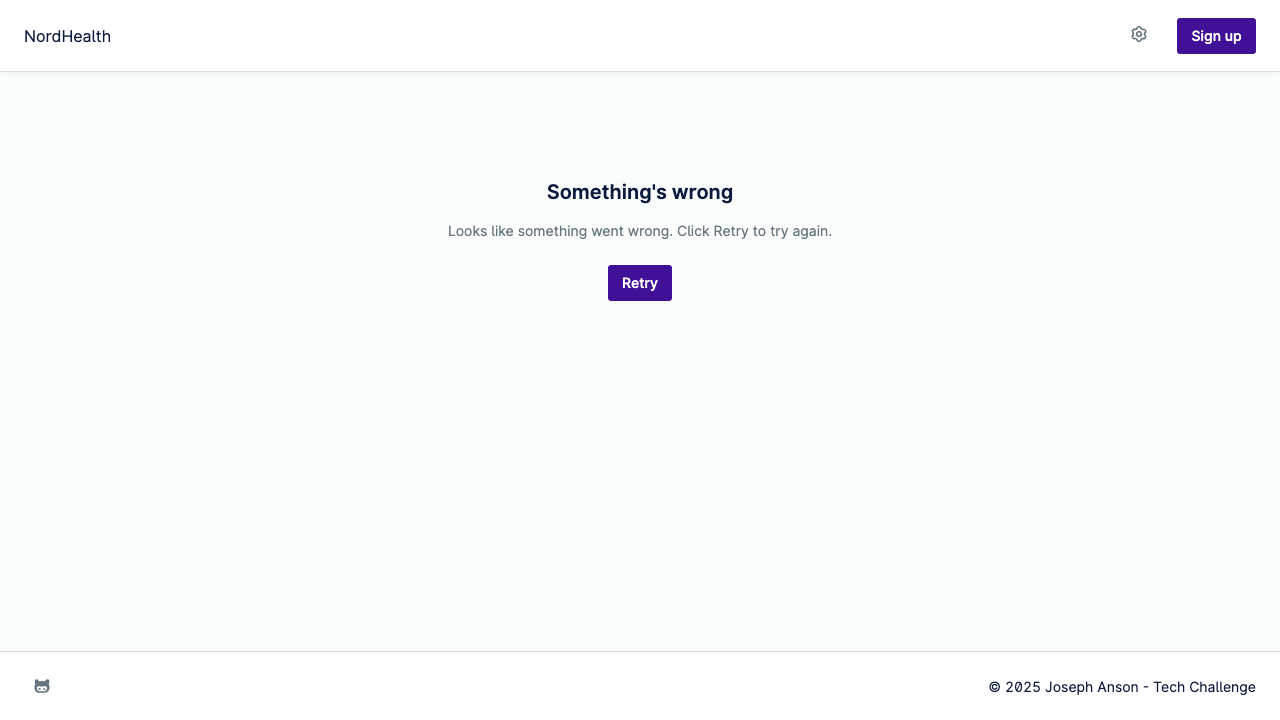 NordHealth
Sign up
Something's wrong
Looks like something went wrong. Click Retry to try again.
Retry
© 2025 Joseph Anson - Tech Challenge